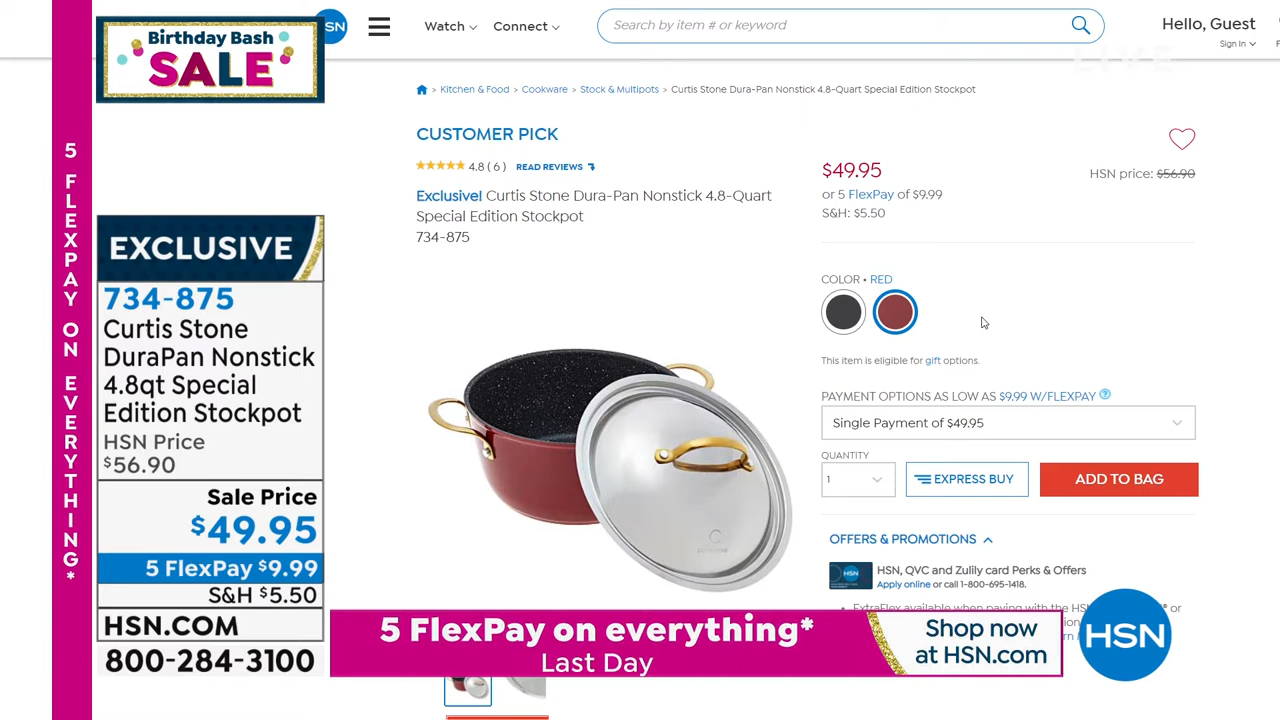 5 FLEXPAY ON EVERYTHING*
Birthday Bash
SALE
EXCLUSIVE
734-875
Curtis Stone
DuraPan Nonstick
4.8qt Special
Edition Stockpot
HSN Price
$56.90
Sale Price
$49.95
5 FlexPay $9.99
S&H $5.50
HSN.COM
800-284-3100
Watch
Connect
Search by item # or keyword
Hello, Guest
Sign In
LIVE
> Kitchen & Food > Cookware > Stock & Multipots > Curtis Stone Dura-Pan Nonstick 4.8-Quart Special Edition Stockpot
CUSTOMER PICK
4.8 ( 6 ) READ REVIEWS
Exclusive! Curtis Stone Dura-Pan Nonstick 4.8-Quart
Special Edition Stockpot
734-875
$49.95
HSN price: $56.90
or 5 FlexPay of $9.99
S&H: $5.50
COLOR • RED
This item is eligible for gift options.
PAYMENT OPTIONS AS LOW AS $9.99 W/FLEXPAY ?
Single Payment of $49.95
QUANTITY
1
EXPRESS BUY
ADD TO BAG
OFFERS & PROMOTIONS
HSN
HSN, QVC and Zulily card Perks & Offers
Apply online or call 1-800-695-1418.
5 FlexPay on everything*
Last Day
Shop now
at HSN.com
HSN